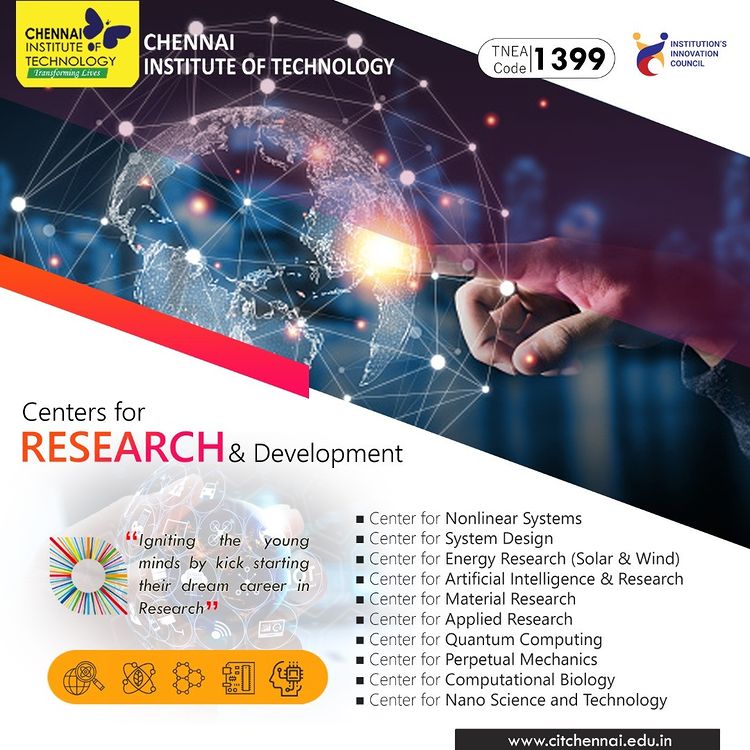 CHENNAI
INSTITUTE OF
TECHNOLOGY
Transforming Lives
CHENNAI
INSTITUTE OF TECHNOLOGY
TNEA
Code
1399
INSTITUTION'S
INNOVATION
COUNCIL
Centers for
RESEARCH & Development
“Igniting the young
minds by kick starting
their dream career in
Research”
■ Center for Nonlinear Systems
■ Center for System Design
■ Center for Energy Research (Solar & Wind)
■ Center for Artificial Intelligence & Research
■ Center for Material Research
■ Center for Applied Research
■ Center for Quantum Computing
■ Center for Perpetual Mechanics
■ Center for Computational Biology
■ Center for Nano Science and Technology
www.citchennai.edu.in